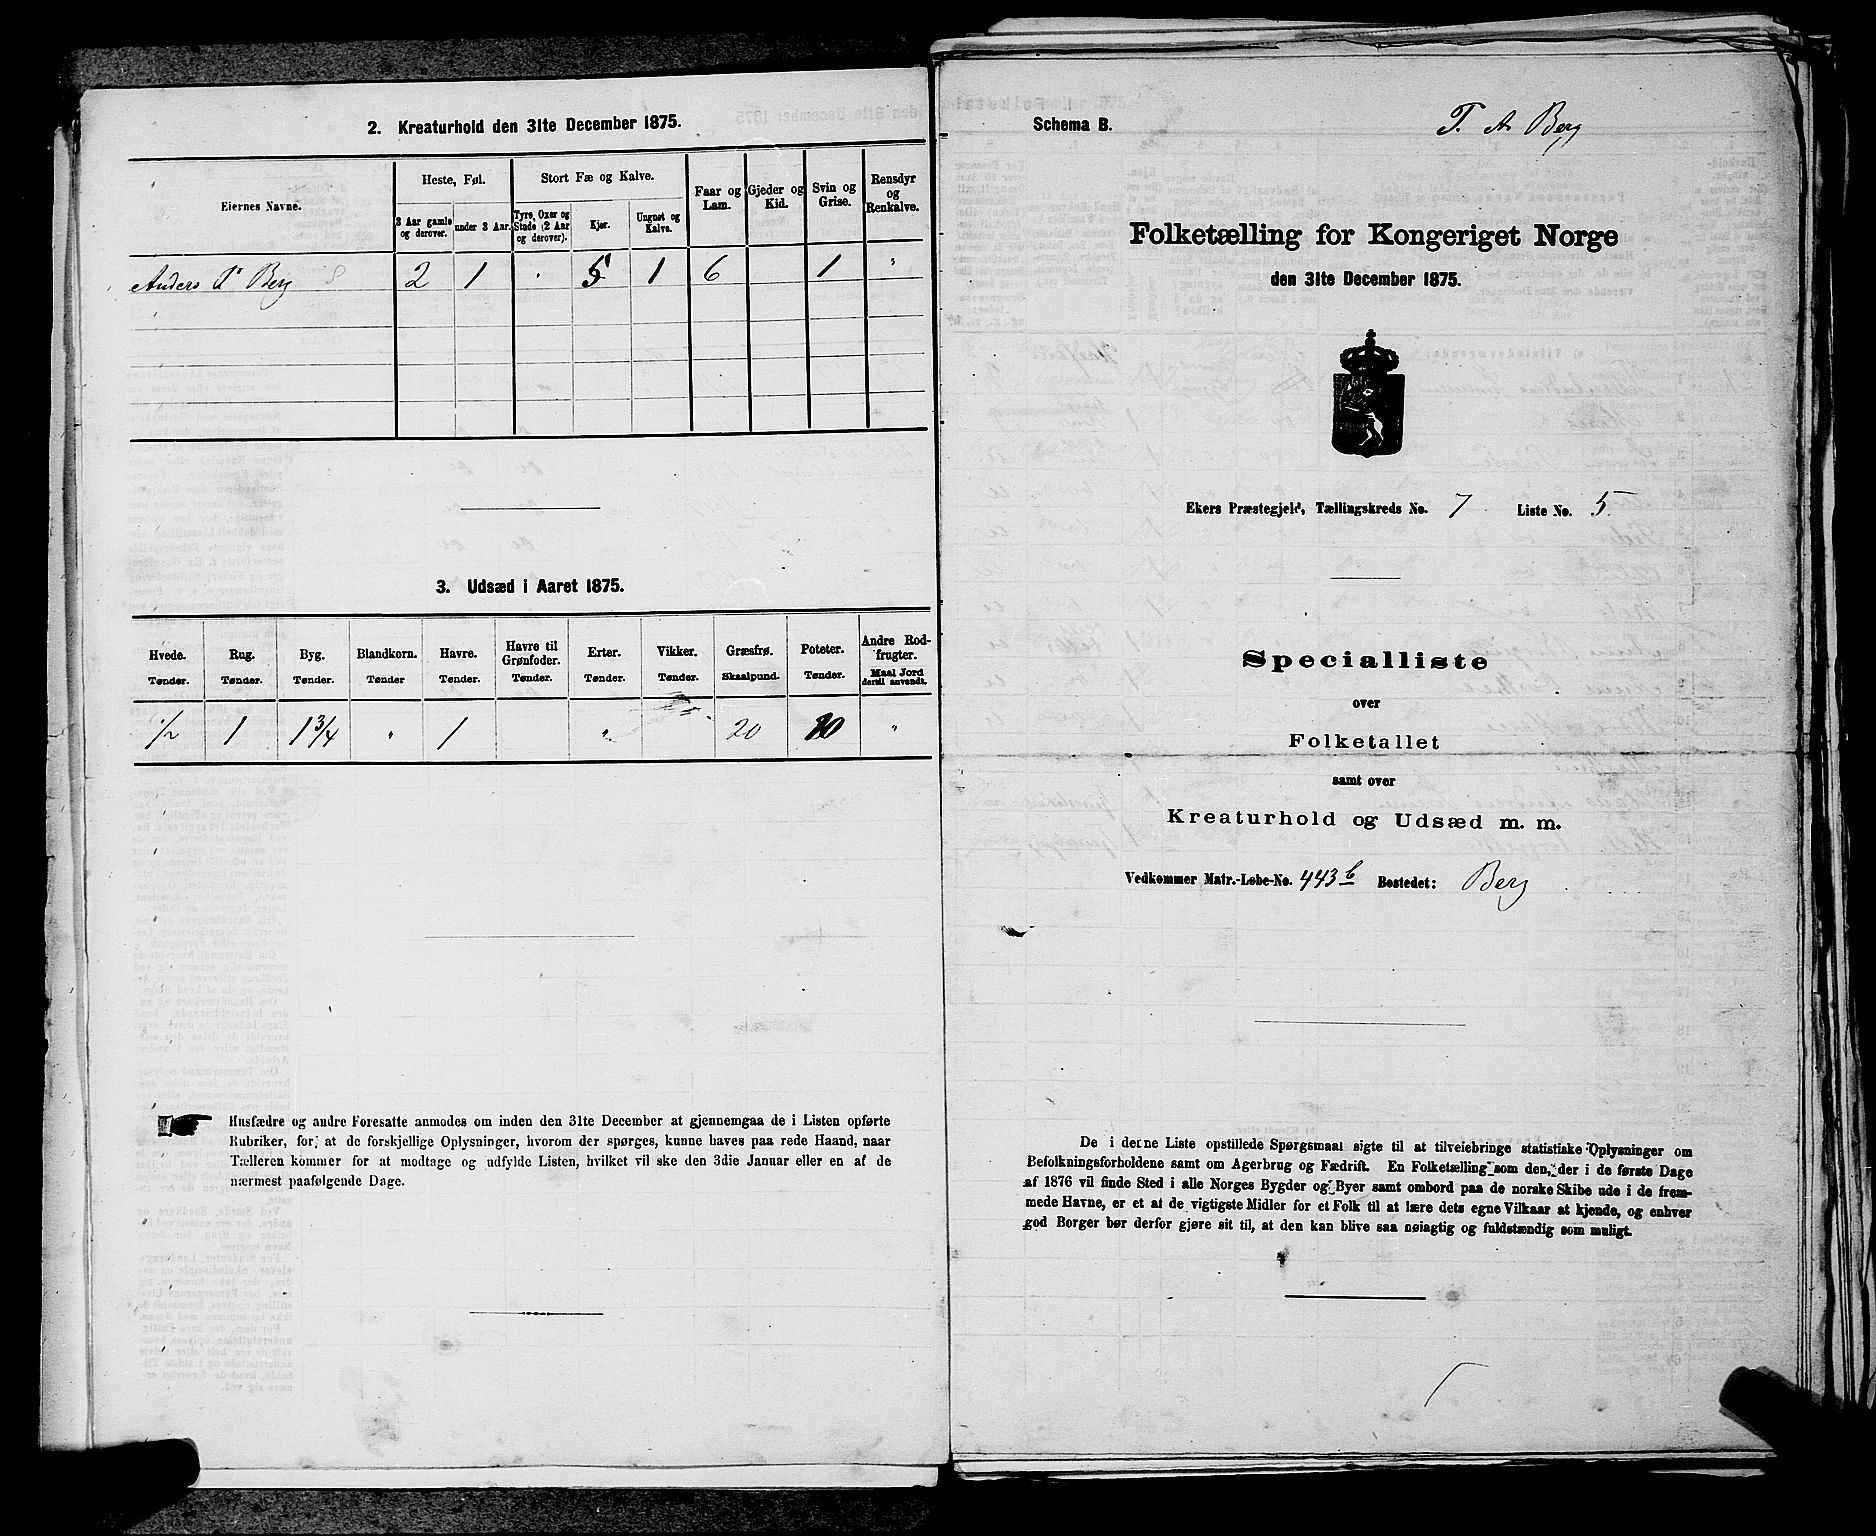 2. Kreaturhold den 31te December 1875.
Eiernes Navne.
Heste, Føl.
Stort Fæ og Kalve.
Faar og Lam.
Gjeder og Kid.
Svin og Grise.
Rensdyr og Renkalve.
3 Aar gamle og derover.
under 3 Aar.
Tyre, Oxer og Stude (2 Aar og derover).
Kjør.
Ungnøt og Kalve.
Anders Berg 2 1 5 1 6 1 "
3. Udsæd i Aaret 1875.
Hvede. Rug. Byg. Blandkorn. Havre. Havre til Grønfoder. Erter. Vikker. Græsfrø. Poteter. Andre Rodfrugter.
Tønder. Tønder. Tønder. Tønder Tønder. Tønder. Tønder. Tønder. Skaalpund. Tønder. Maal Jord dertil anvendt.
1/2 1 1 3/4 " 1 " 20 10 "
Husfædre og andre Foresatte anmodes om inden den 31te December at gjennemgaa de i Listen opførte
Rubriker, for at de forskjellige Oplysninger, hvorom der spørges, kunne haves paa rede Haand, naar
Tælleren kommer for at modtage og udfylde Listen, hvilket vil ske den 3die Januar eller en af de
nærmest paafølgende Dage.
Schema B.
T. A. Berg
Folketælling for Kongeriget Norge
den 31te December 1875.
Ekers Præstegjeld, Tællingskreds No. 7 Liste No. 5
Specialliste
over
Folketallet
samt over
Kreaturhold og Udsæd m. m.
Vedkommer Matr.-Løbe-No. 443 b Bostedet: Berg
De i denne Liste opstillede Spørgsmaal sigte til at tilveiebringe statistiske Oplysninger om
Befolkningsforholdene samt om Agerbrug og Fædrift. En Folketælling som den, der i de første Dage
af 1876 vil finde Sted i alle Norges Bygder og Byer samt ombord paa de norske Skibe ude i de frem-
mede Havne, er et af de vigtigste Midler for et Folk til at lære dets egne Vilkaar at kjende, og enhver
god Borger bør derfor gjøre sit til, at den kan blive saa nøiagtig og fuldstændig som muligt.